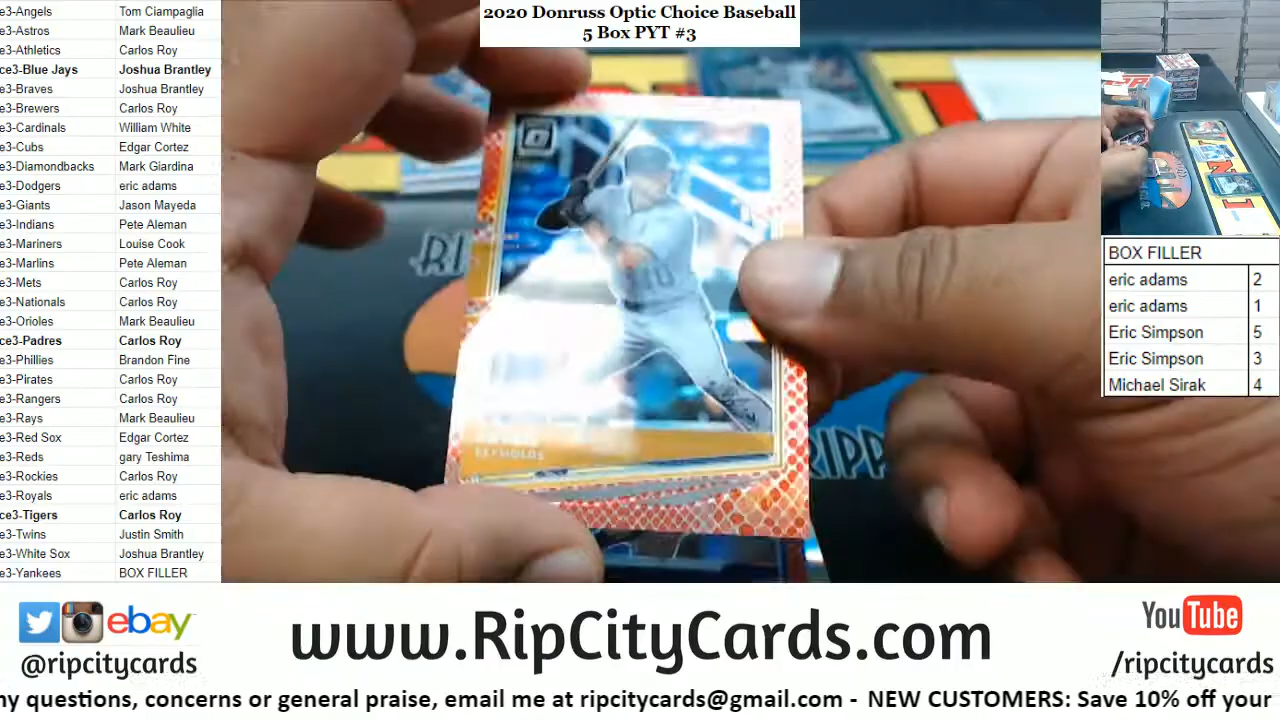 2020 Donruss Optic Choice Baseball
5 Box PYT #3
e3-Angels Tom Ciampaglia
e3-Astros Mark Beaulieu
e3-Athletics Carlos Roy
ce3-Blue Jays Joshua Brantley
e3-Braves Joshua Brantley
e3-Brewers Carlos Roy
e3-Cardinals William White
e3-Cubs Edgar Cortez
e3-Diamondbacks Mark Giardina
e3-Dodgers eric adams
e3-Giants Jason Mayeda
e3-Indians Pete Aleman
e3-Mariners Louise Cook
e3-Marlins Pete Aleman
e3-Mets Carlos Roy
e3-Nationals Carlos Roy
e3-Orioles Mark Beaulieu
ce3-Padres Carlos Roy
e3-Phillies Brandon Fine
e3-Pirates Carlos Roy
e3-Rangers Carlos Roy
e3-Rays Mark Beaulieu
e3-Red Sox Edgar Cortez
e3-Reds gary Teshima
e3-Rockies Carlos Roy
e3-Royals eric adams
ce3-Tigers Carlos Roy
e3-Twins Justin Smith
e3-White Sox Joshua Brantley
e3-Yankees BOX FILLER
REYNOLDS
10
RI
RIPP
BOX FILLER
eric adams 2
eric adams 1
Eric Simpson 5
Eric Simpson 3
Michael Sirak 4
ebay
@ripcitycards
www.RipCityCards.com
YouTube
/ripcitycards
ny questions, concerns or general praise, email me at ripcitycards@gmail.com - NEW CUSTOMERS: Save 10% off your